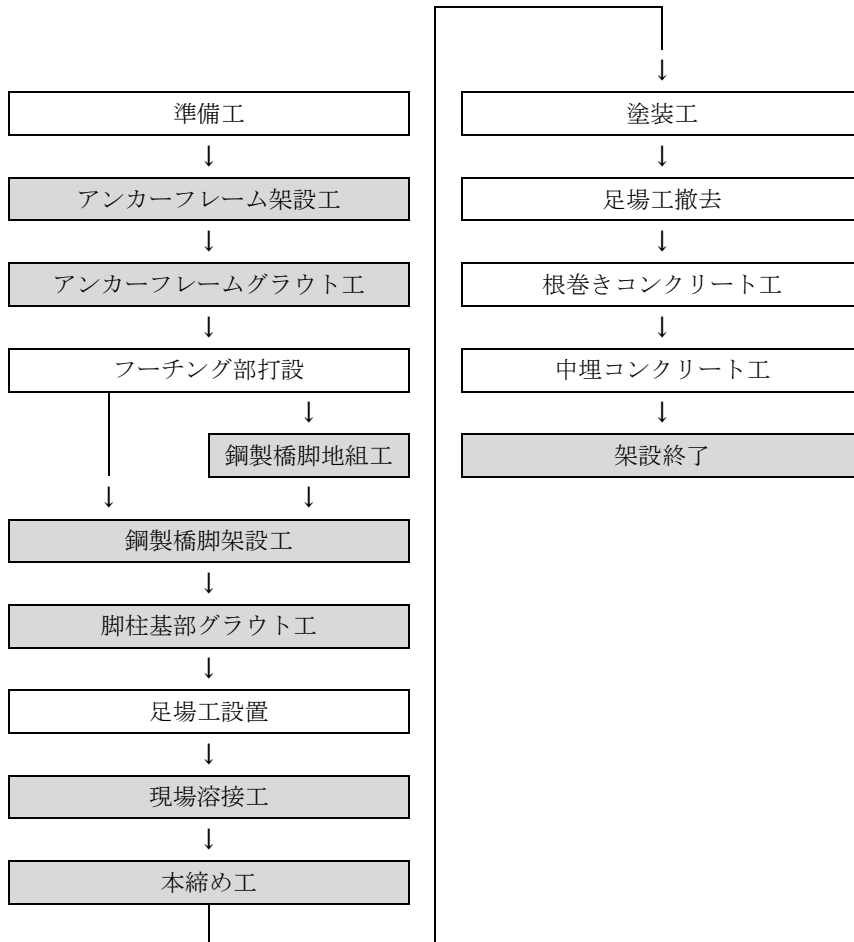 準備工
↓
アンカーフレーム架設工
↓
アンカーフレームグラウト工
↓
フーチング部打設
↓
鋼製橋脚地組工
↓ ↓
鋼製橋脚架設工
↓
脚柱基部グラウト工
↓
足場工設置
↓
現場溶接工
↓
本締め工
↓
塗装工
↓
足場工撤去
↓
根巻きコンクリート工
↓
中埋コンクリート工
↓
架設終了